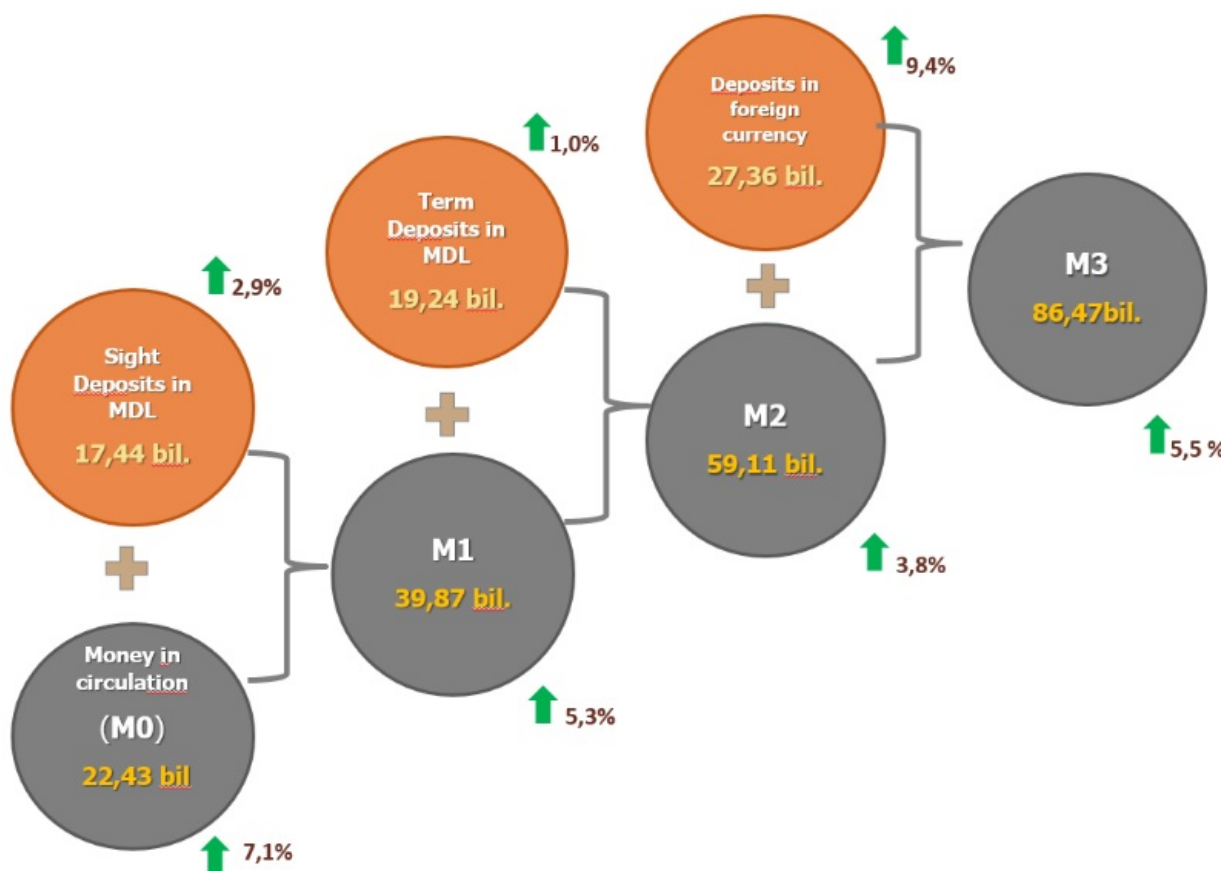 9,4%
Deposits in
foreign
currency
27,36 bil.
1,0%
Term
Deposits in
MDL
19,24 bil.
M3
86,47bil.
2,9%
Sight
Deposits in
MDL
17,44 bil.
M2
59,11 bil.
5,5 %
M1
39,87 bil.
3,8%
Money in
circulation
(M0)
22,43 bil
5,3%
7,1%